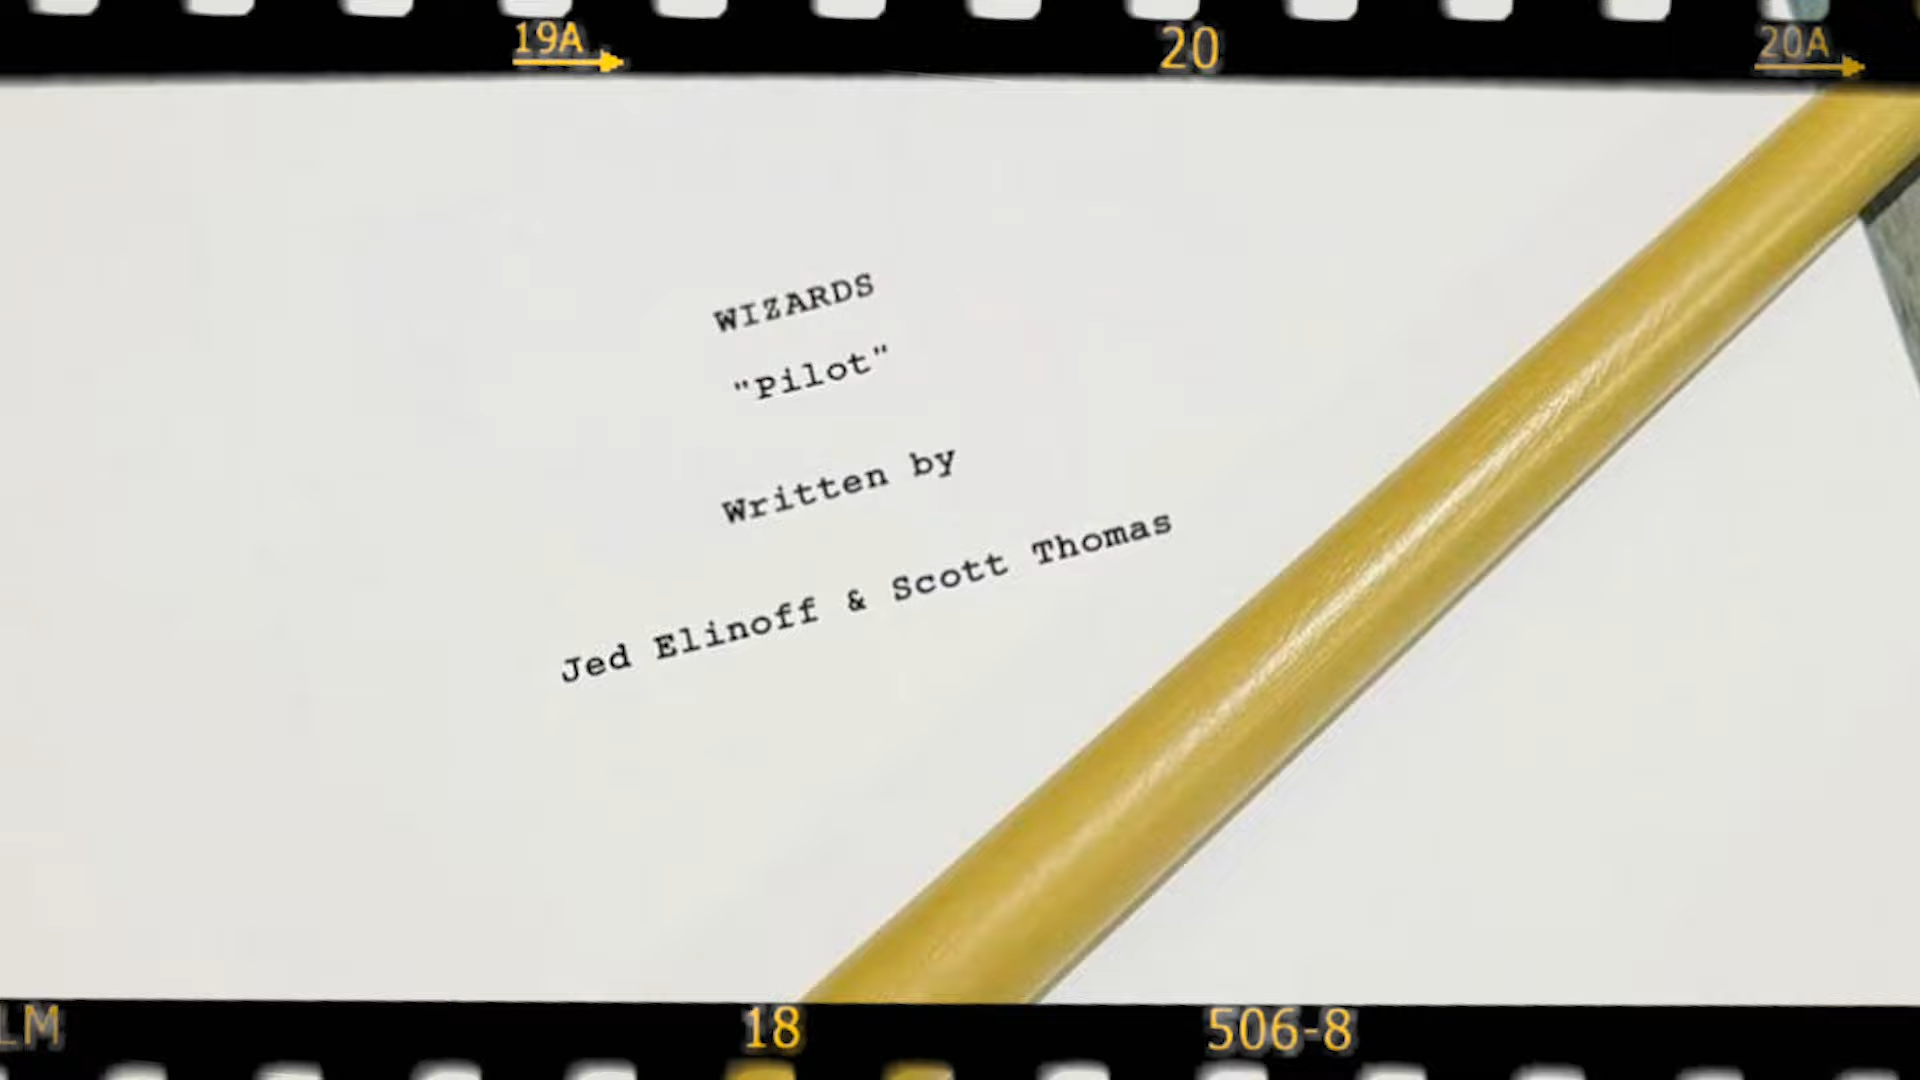 19A 20 20A
WIZARDS
"Pilot"
Written by
Jed Elinoff & Scott Thomas
LM 18 506-8